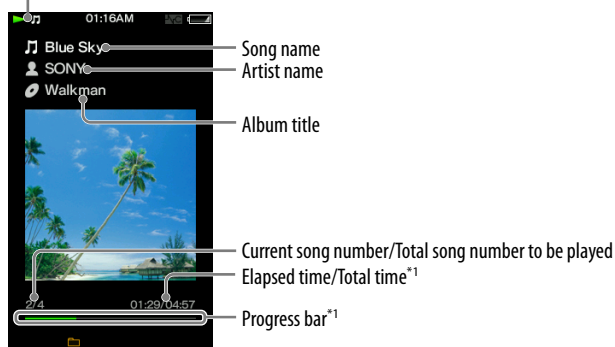 01:16AM
Blue Sky
Song name
SONY
Artist name
Walkman
Album title
Current song number/Total song number to be played
Elapsed time/Total time*1
2/4
01:29/04:57
Progress bar*1